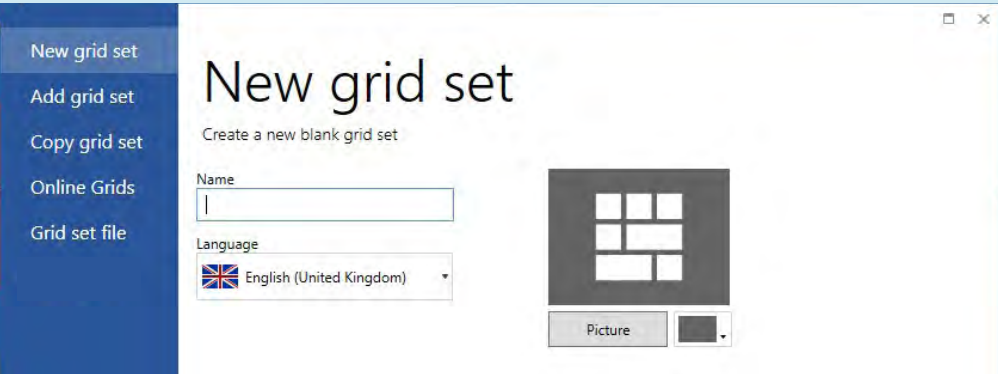 New grid set
Add grid set
Copy grid set
Online Grids
Grid set file
New grid set
Create a new blank grid set
Name
Language
English (United Kingdom)
Picture